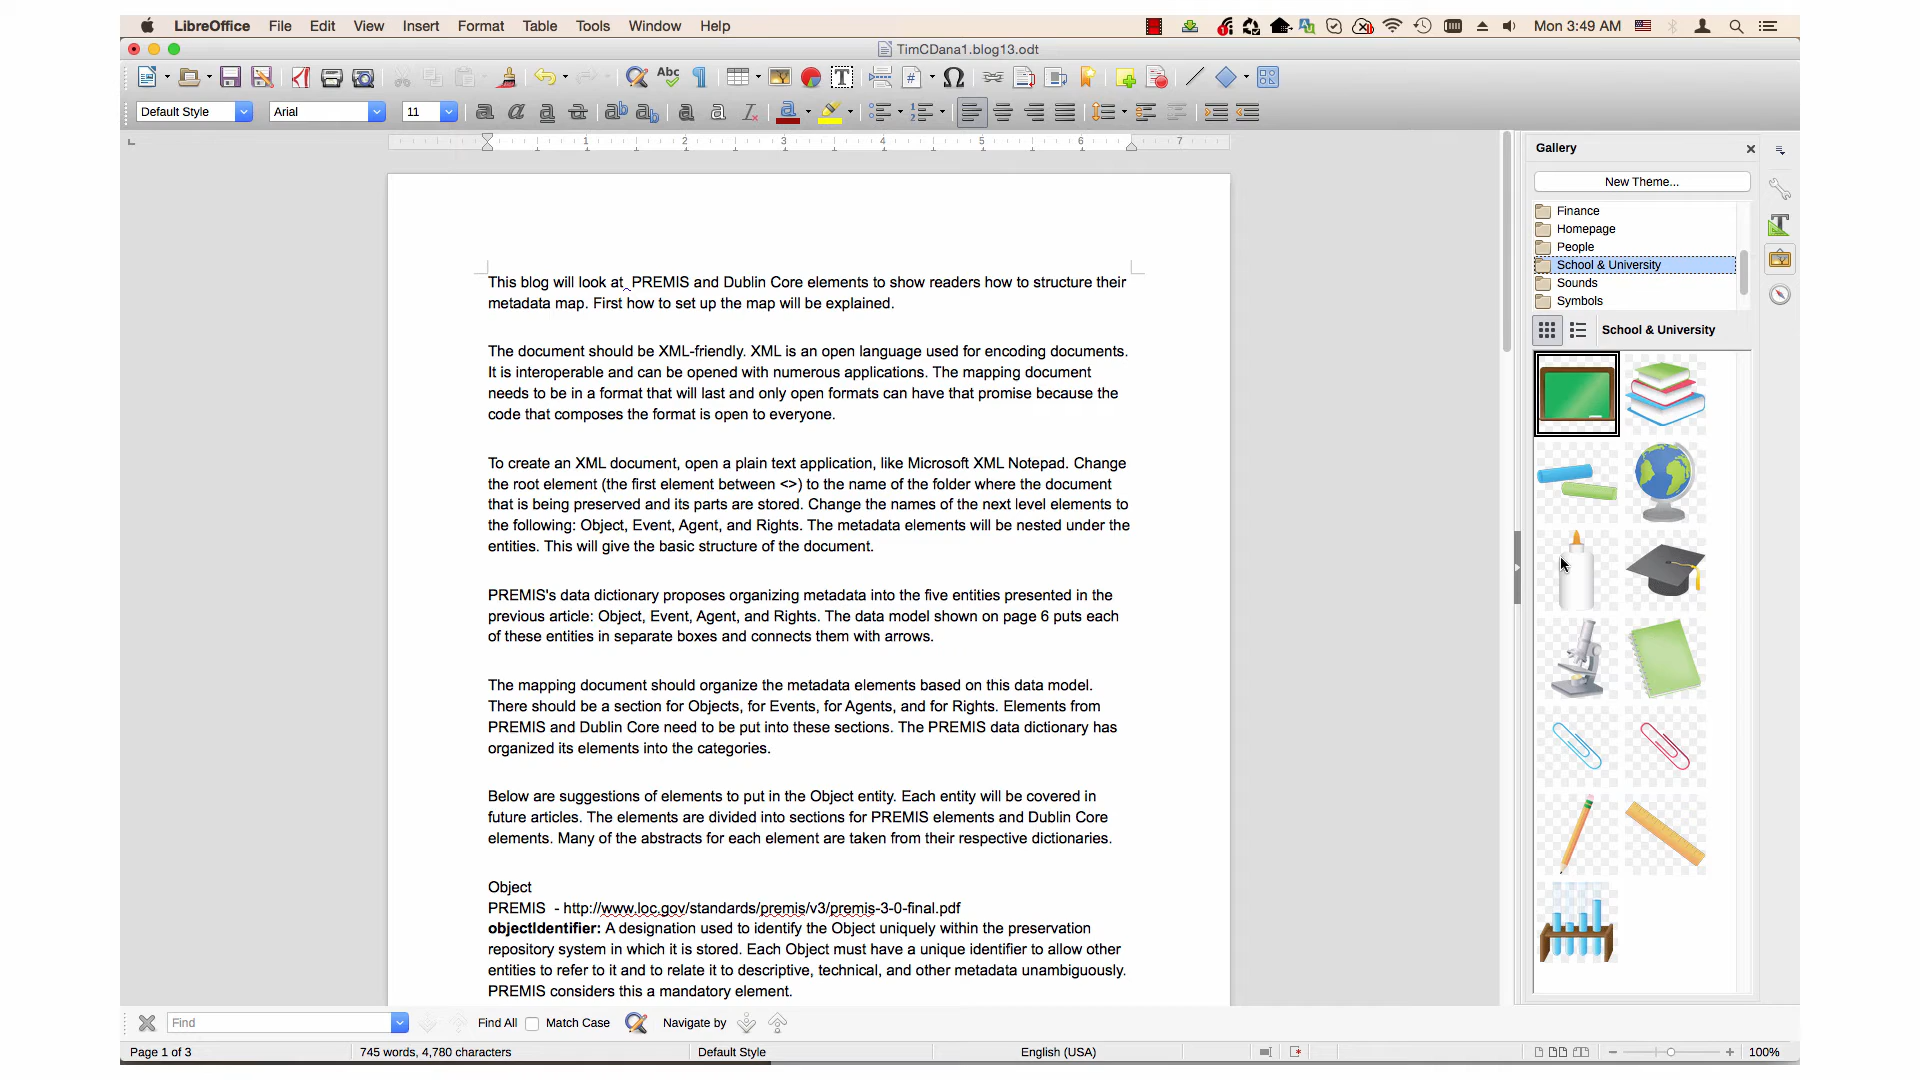 LibreOffice File Edit View Insert Format Table Tools Window Help Mon 3:49 AM
TimCDana1.blog13.odt
Abc
Default Style Arial 11
1 2 3 4 5 6 7
This blog will look at  PREMIS and Dublin Core elements to show readers how to structure their
metadata map. First how to set up the map will be explained.
The document should be XML-friendly. XML is an open language used for encoding documents.
It is interoperable and can be opened with numerous applications. The mapping document
needs to be in a format that will last and only open formats can have that promise because the
code that composes the format is open to everyone.
To create an XML document, open a plain text application, like Microsoft XML Notepad. Change
the root element (the first element between <>) to the name of the folder where the document
that is being preserved and its parts are stored. Change the names of the next level elements to
the following: Object, Event, Agent, and Rights. The metadata elements will be nested under the
entities. This will give the basic structure of the document.
PREMIS's data dictionary proposes organizing metadata into the five entities presented in the
previous article: Object, Event, Agent, and Rights. The data model shown on page 6 puts each
of these entities in separate boxes and connects them with arrows.
The mapping document should organize the metadata elements based on this data model.
There should be a section for Objects, for Events, for Agents, and for Rights. Elements from
PREMIS and Dublin Core need to be put into these sections. The PREMIS data dictionary has
organized its elements into the categories.
Below are suggestions of elements to put in the Object entity. Each entity will be covered in
future articles. The elements are divided into sections for PREMIS elements and Dublin Core
elements. Many of the abstracts for each element are taken from their respective dictionaries.
Object
PREMIS  - http://www.loc.gov/standards/premis/v3/premis-3-0-final.pdf
objectIdentifier: A designation used to identify the Object uniquely within the preservation
repository system in which it is stored. Each Object must have a unique identifier to allow other
entities to refer to it and to relate it to descriptive, technical, and other metadata unambiguously.
PREMIS considers this a mandatory element.
Gallery
New Theme...
Finance
Homepage
People
School & University
Sounds
Symbols
School & University
Find Find All Match Case Navigate by
Page 1 of 3 745 words, 4,780 characters Default Style English (USA) 100%